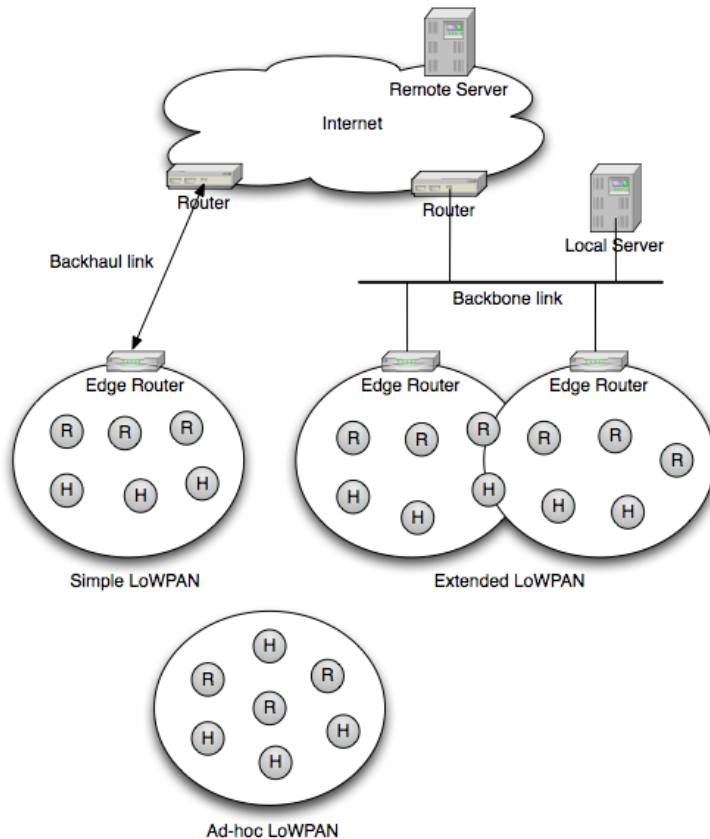 Remote Server
Internet
Router
Router
Local Server
Backhaul link
Backbone link
Edge Router
Edge Router
Edge Router
R R R
H H H
R R R R R R
H H H H H
Simple LoWPAN
Extended LoWPAN
H
R R
R
H H
H
Ad-hoc LoWPAN